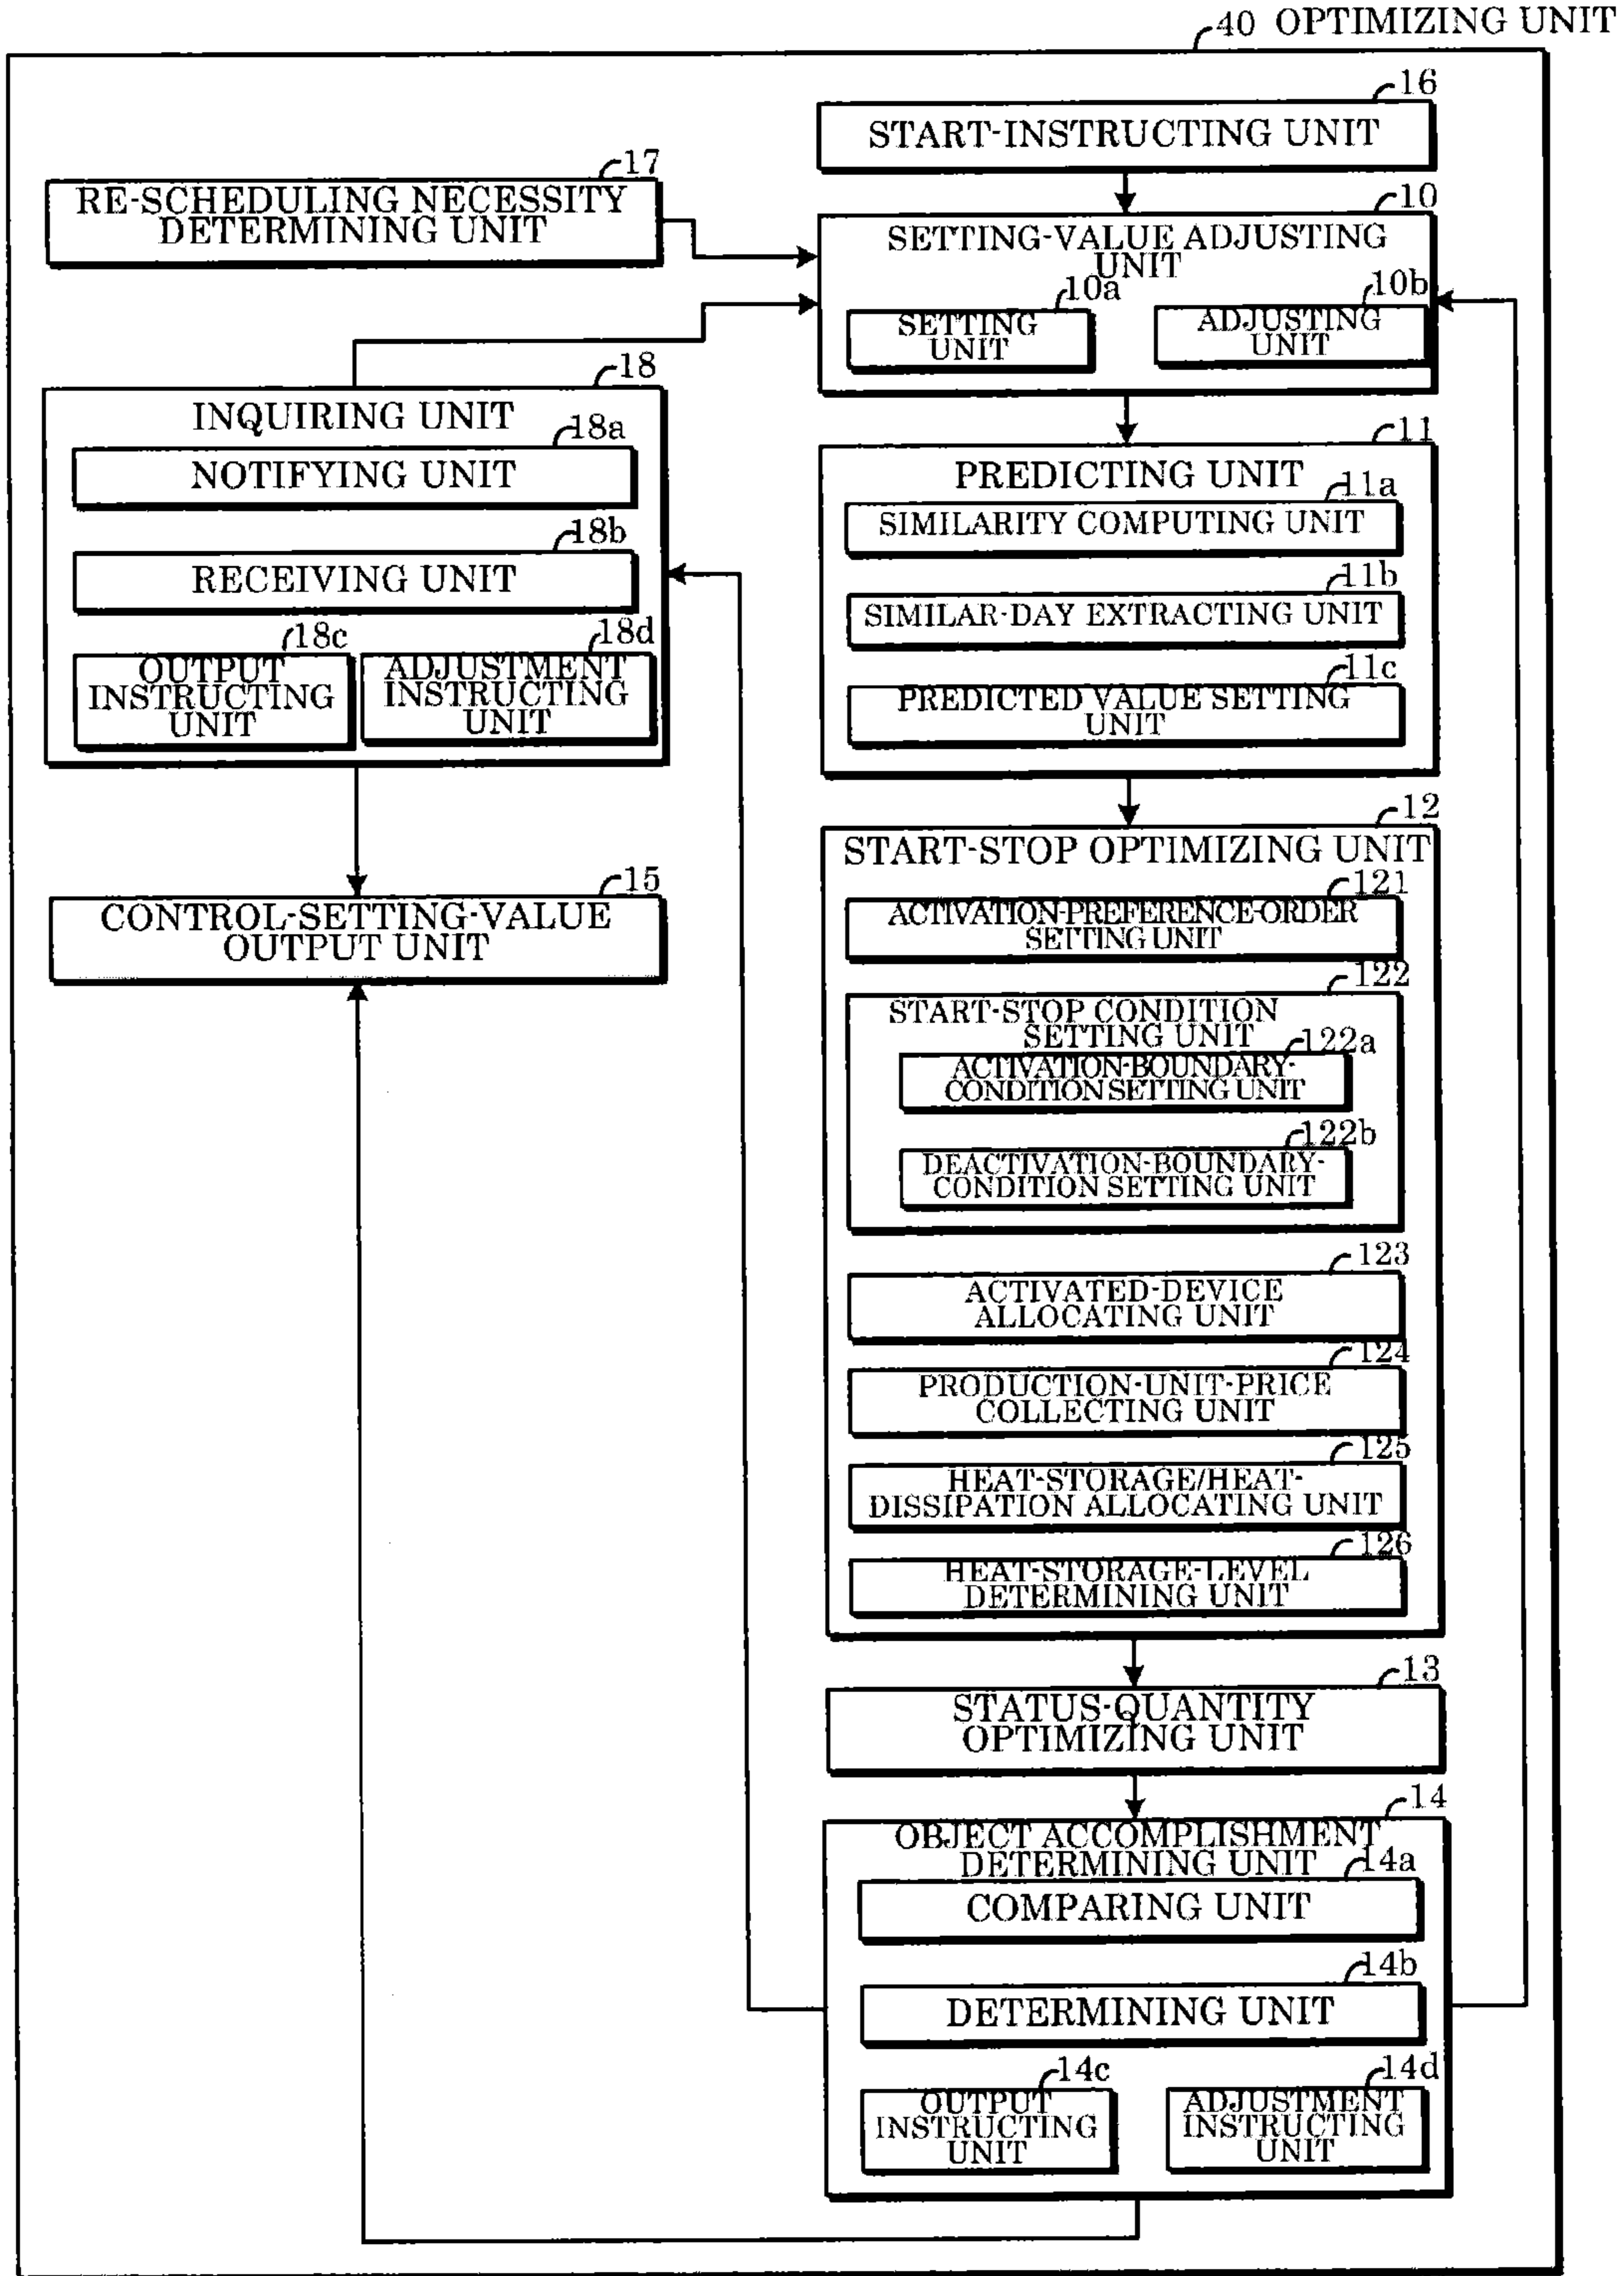 40 OPTIMIZING UNIT
16
START-INSTRUCTING UNIT
17
RE-SCHEDULING NECESSITY
DETERMINING UNIT
10
SETTING-VALUE ADJUSTING
UNIT
10a
SETTING
UNIT
10b
ADJUSTING
UNIT
18
INQUIRING UNIT
18a
NOTIFYING UNIT
18b
RECEIVING UNIT
18c
OUTPUT
INSTRUCTING
UNIT
18d
ADJUSTMENT
INSTRUCTING
UNIT
11
PREDICTING UNIT
11a
SIMILARITY COMPUTING UNIT
11b
SIMILAR-DAY EXTRACTING UNIT
11c
PREDICTED VALUE SETTING
UNIT
15
CONTROL-SETTING-VALUE
OUTPUT UNIT
12
START-STOP OPTIMIZING UNIT
121
ACTIVATION-PREFERENCE-ORDER
SETTING UNIT
122
START-STOP CONDITION
SETTING UNIT
122a
ACTIVATION-BOUNDARY-
CONDITION SETTING UNIT
122b
DEACTIVATION-BOUNDARY-
CONDITION SETTING UNIT
123
ACTIVATED-DEVICE
ALLOCATING UNIT
124
PRODUCTION-UNIT-PRICE
COLLECTING UNIT
125
HEAT-STORAGE/HEAT-
DISSIPATION ALLOCATING UNIT
126
HEAT-STORAGE-LEVEL
DETERMINING UNIT
13
STATUS-QUANTITY
OPTIMIZING UNIT
14
OBJECT ACCOMPLISHMENT
DETERMINING UNIT
14a
COMPARING UNIT
14b
DETERMINING UNIT
14c
OUTPUT
INSTRUCTING
UNIT
14d
ADJUSTMENT
INSTRUCTING
UNIT